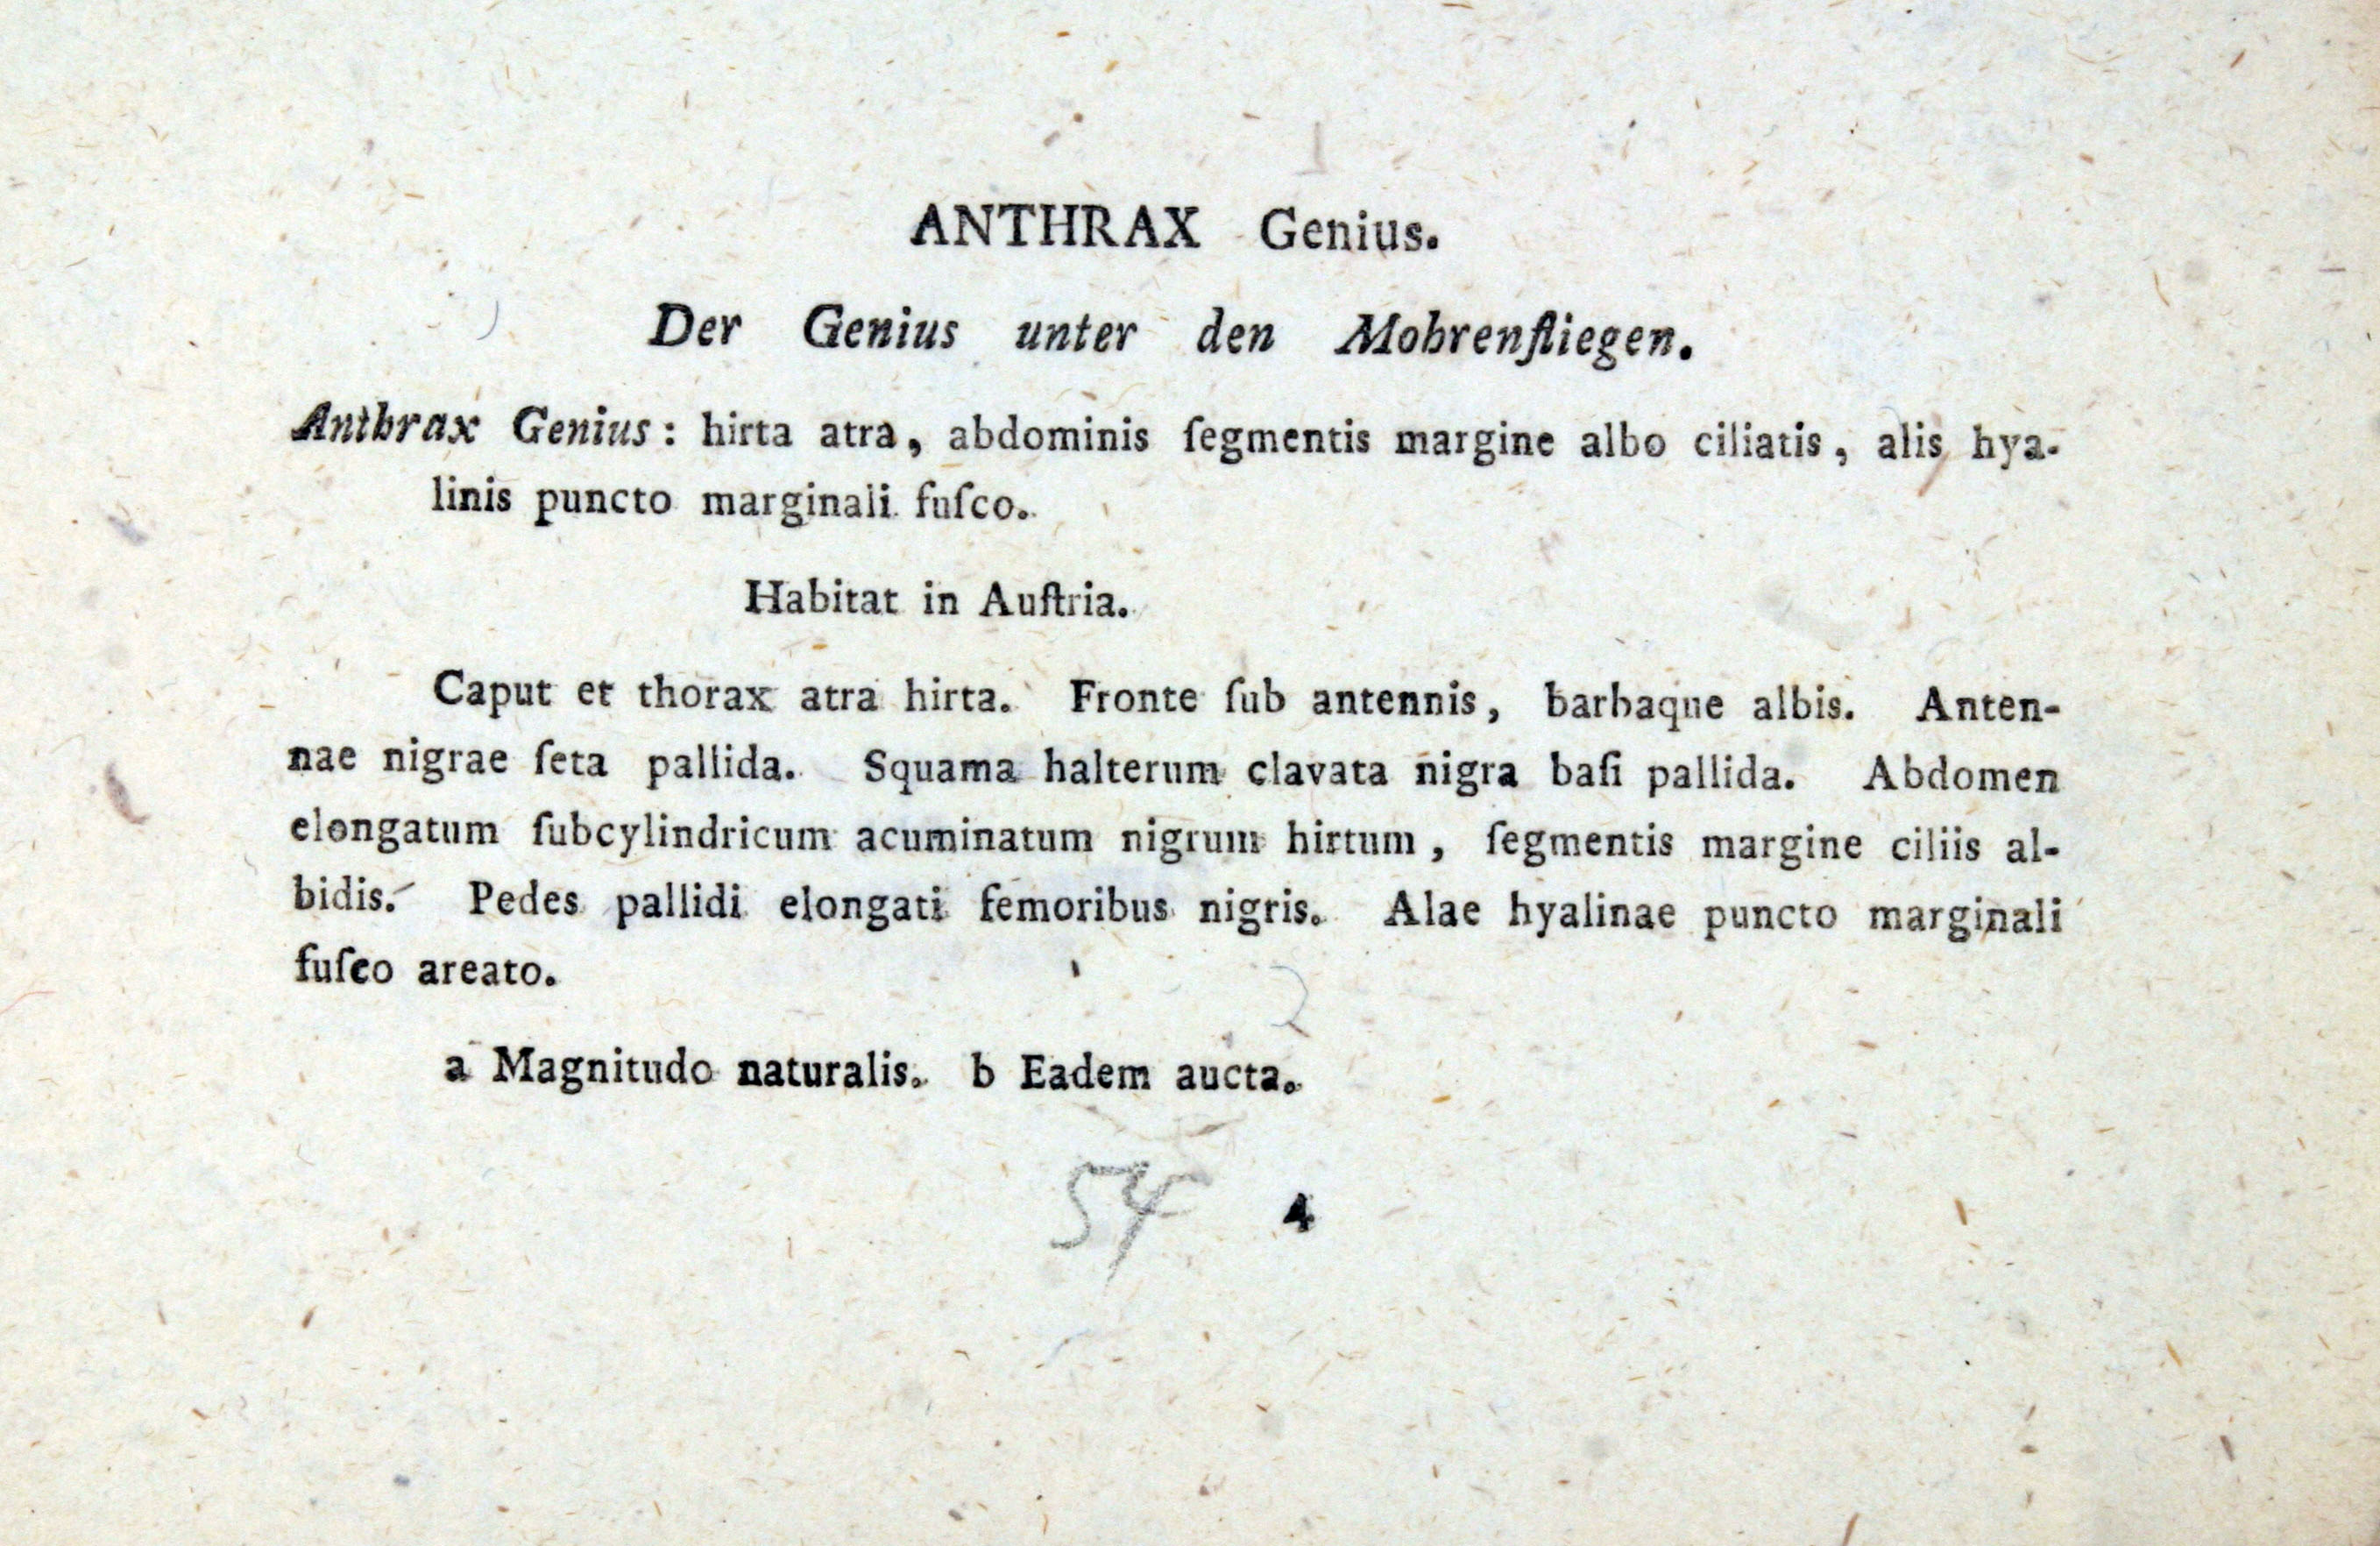 ANTHRAX Genius.
Der Genius unter den Mohrenfliegen.
Anthrax Genius: hirta atra, abdominis ſegmentis margine albo ciliatis, alis hya-
linis puncto marginali fuſco.
Habitat in Auſtria.
Caput et thorax atra hirta. Fronte ſub antennis, barbaque albis. Anten-
nae nigrae ſeta pallida. Squama halterum clavata nigra baſi pallida. Abdomen
elongatum ſubcylindricum acuminatum nigrum hirtum, ſegmentis margine ciliis al-
bidis. Pedes pallidi elongati femoribus nigris. Alae hyalinae puncto marginali
fuſco areato.
a Magnitudo naturalis. b Eadem aucta.
54 4